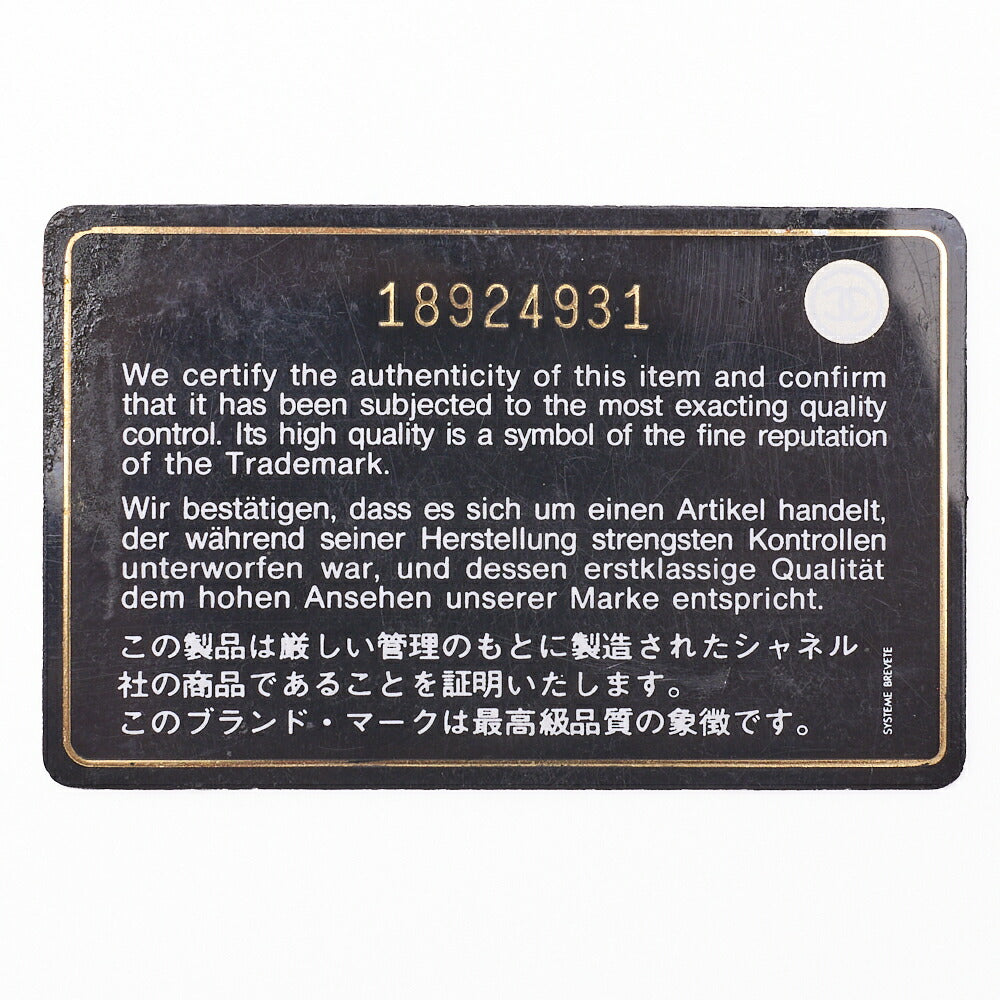 18924931
We certify the authenticity of this item and confirm
that it has been subjected to the most exacting quality
control. Its high quality is a symbol of the fine reputation
of the Trademark.
Wir bestätigen, dass es sich um einen Artikel handelt,
der während seiner Herstellung strengsten Kontrollen
unterworfen war, und dessen erstklassige Qualität
dem hohen Ansehen unserer Marke entspricht.
この製品は厳しい管理のもとに製造されたシャネル
社の商品であることを証明いたします。
このブランド・マークは最高級品質の象徴です。
SYSTEME BREVETE